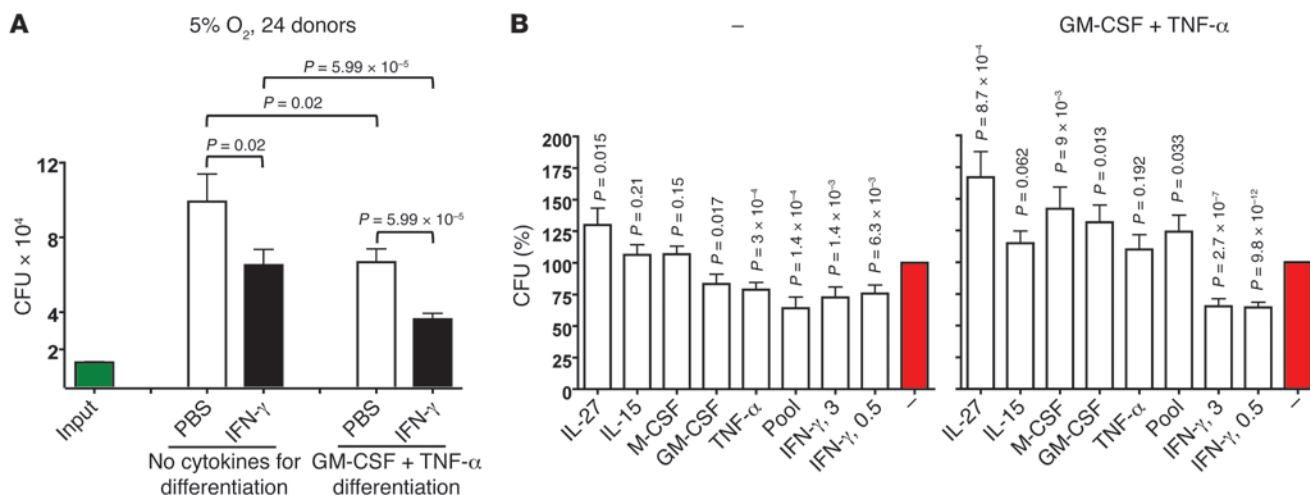 A
5% O2, 24 donors
P = 5.99 × 10–5
P = 0.02
P = 0.02
P = 5.99 × 10–5
CFU × 104
12
8
4
2
Input
PBS
IFN-γ
PBS
IFN-γ
No cytokines for
differentiation
GM-CSF + TNF-α
differentiation
B
–
GM-CSF + TNF-α
CFU (%)
200
175
150
125
100
75
50
25
0
P = 0.015
P = 0.21
P = 0.15
P = 0.017
P = 3 × 10–4
P = 1.4 × 10–4
P = 1.4 × 10–3
P = 6.3 × 10–3
IL-27
IL-15
M-CSF
GM-CSF
TNF-α
Pool
IFN-γ, 3
IFN-γ, 0.5
–
P = 8.7 × 10–4
P = 0.062
P = 9 × 10–3
P = 0.013
P = 0.192
P = 0.033
P = 2.7 × 10–7
P = 9.8 × 10–12
IL-27
IL-15
M-CSF
GM-CSF
TNF-α
Pool
IFN-γ, 3
IFN-γ, 0.5
–